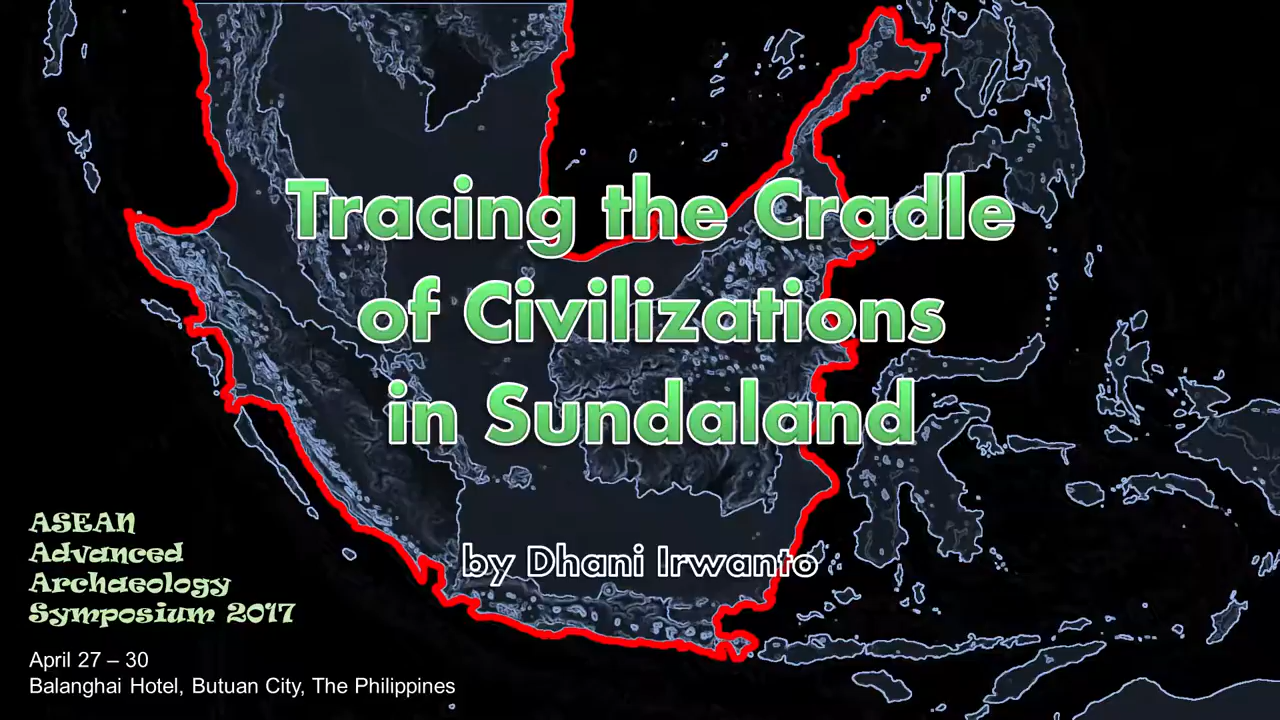 Tracing the Cradle
of Civilizations
in Sundaland
by Dhani Irwanto
ASEAN
Advanced
Archaeology
Symposium 2017
April 27 – 30
Balanghai Hotel, Butuan City, The Philippines